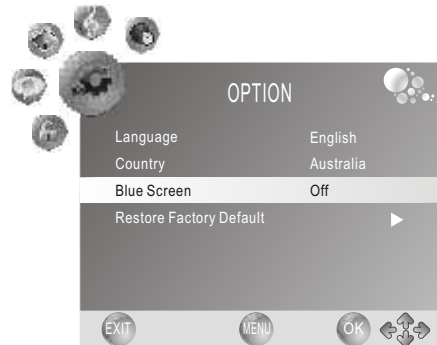 OPTION
Language English
Country Australia
Blue Screen Off
Restore Factory Default
EXIT MENU OK